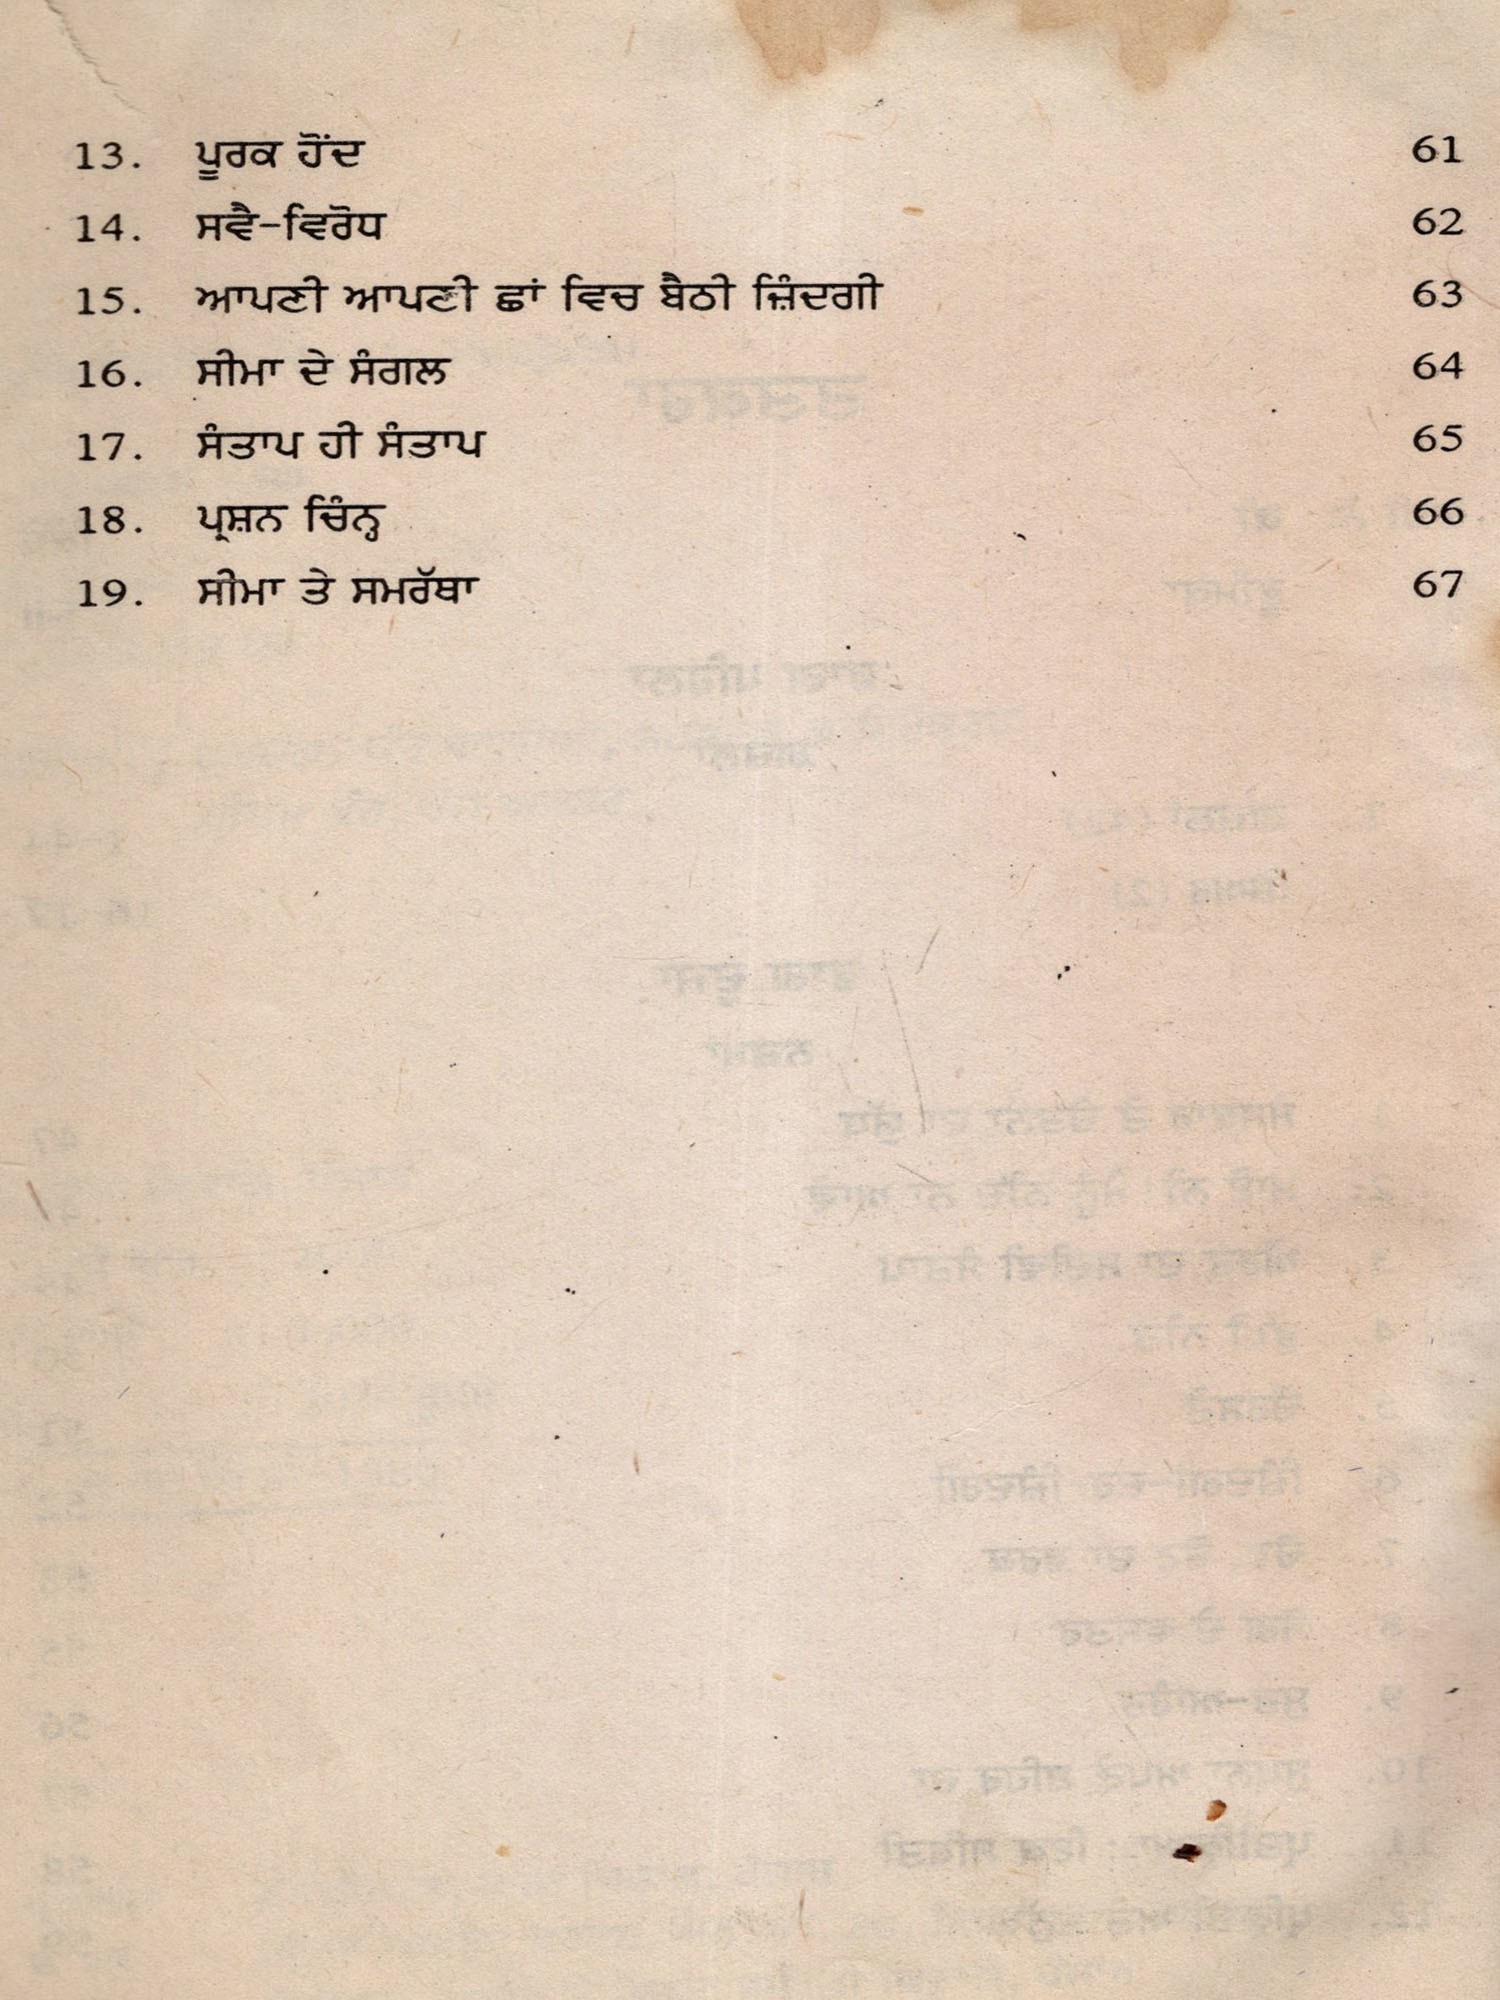 13. ਪੂਰਕ ਹੋਂਦ 61
14. ਸਵੈ-ਵਿਰੋਧ 62
15. ਆਪਣੀ ਆਪਣੀ ਛਾਂ ਵਿਚ ਬੈਠੀ ਜ਼ਿੰਦਗੀ 63
16. ਸੀਮਾ ਦੇ ਸੰਗਲ 64
17. ਸੰਤਾਪ ਹੀ ਸੰਤਾਪ 65
18. ਪ੍ਰਸ਼ਨ ਚਿੰਨ੍ਹ 66
19. ਸੀਮਾ ਤੇ ਸਮਰੱਥਾ 67